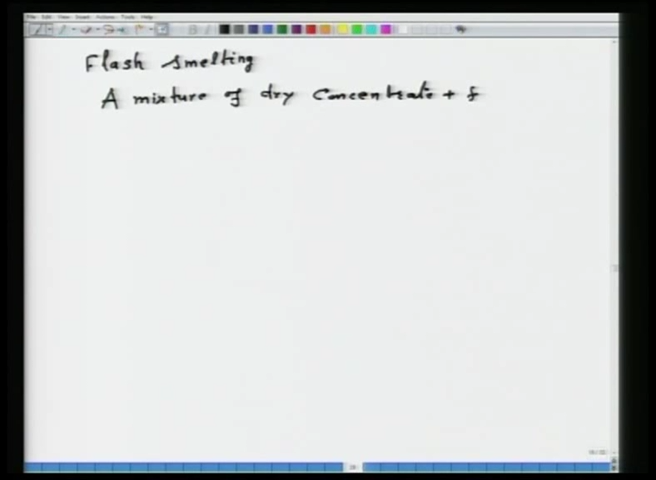 Flash smelting
A mixture of dry Concentrate + f